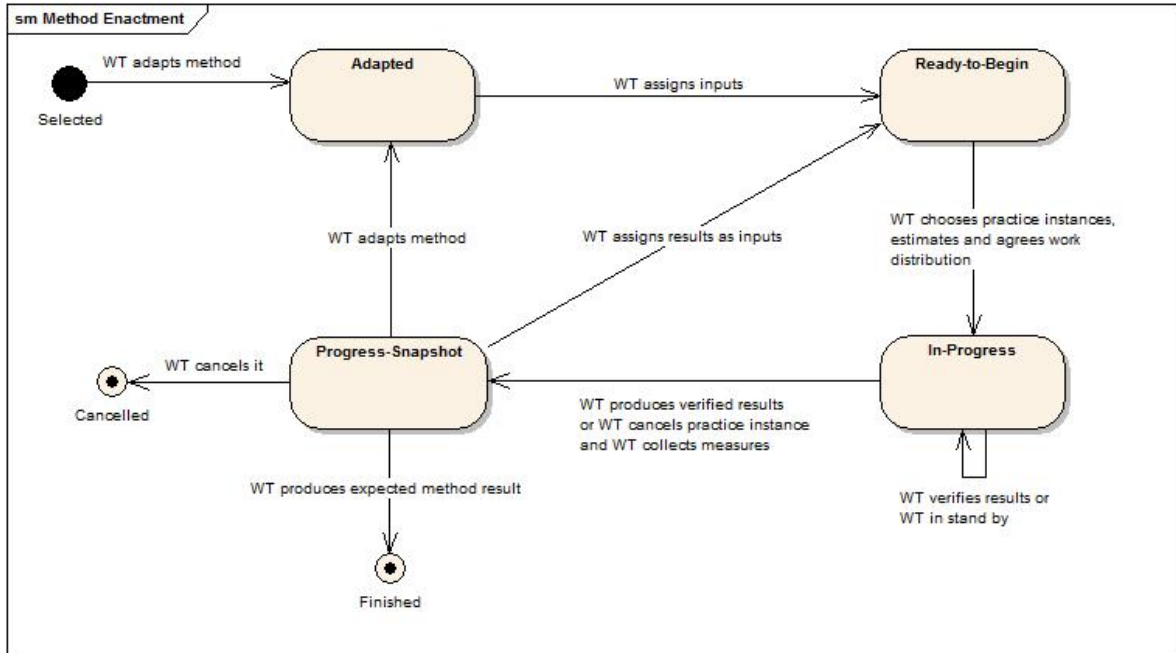 sm Method Enactment
WT adapts method
Selected
Adapted
WT assigns inputs
Ready-to-Begin
WT adapts method
WT assigns results as inputs
WT chooses practice instances,
estimates and agrees work
distribution
WT cancels it
Cancelled
Progress-Snapshot
In-Progress
WT produces verified results
or WT cancels practice instance
and WT collects measures
WT produces expected method result
WT verifies results or
WT in stand by
Finished